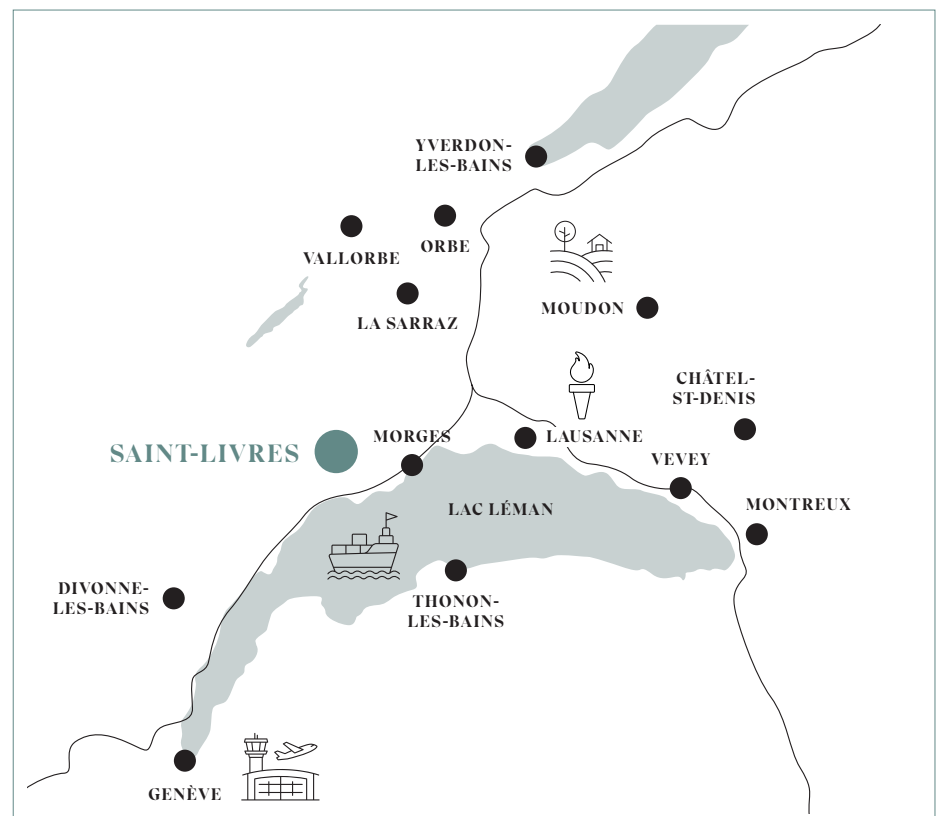 YVERDON-
LES-BAINS
ORBE
VALLORBE
MOUDON
LA SARRAZ
CHÂTEL-
ST-DENIS
MORGES
LAUSANNE
SAINT-LIVRES
VEVEY
MONTREUX
LAC LÉMAN
DIVONNE-
LES-BAINS
THONON-
LES-BAINS
GENÈVE